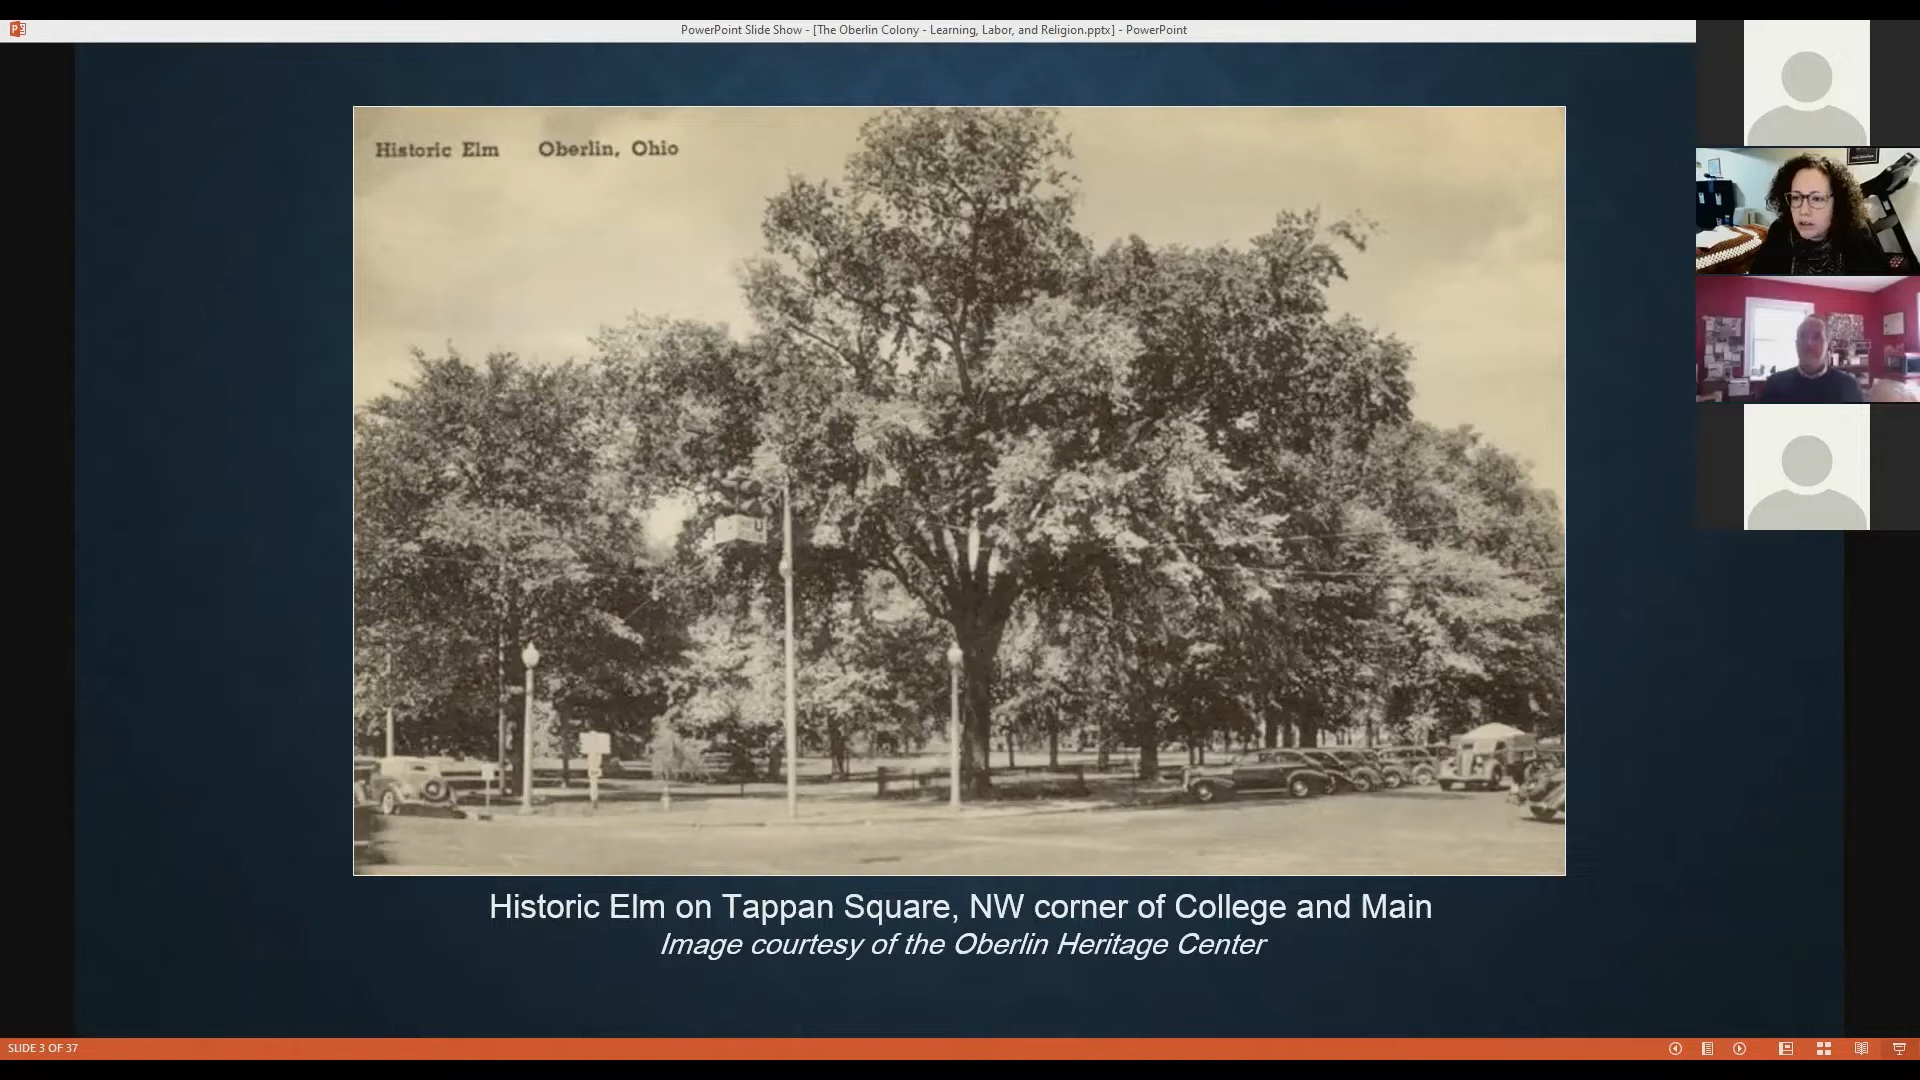 PowerPoint Slide Show - [The Oberlin Colony - Learning, Labor, and Religion.pptx] - PowerPoint
Historic Elm Oberlin, Ohio
Historic Elm on Tappan Square, NW corner of College and Main
Image courtesy of the Oberlin Heritage Center
SLIDE 3 OF 37